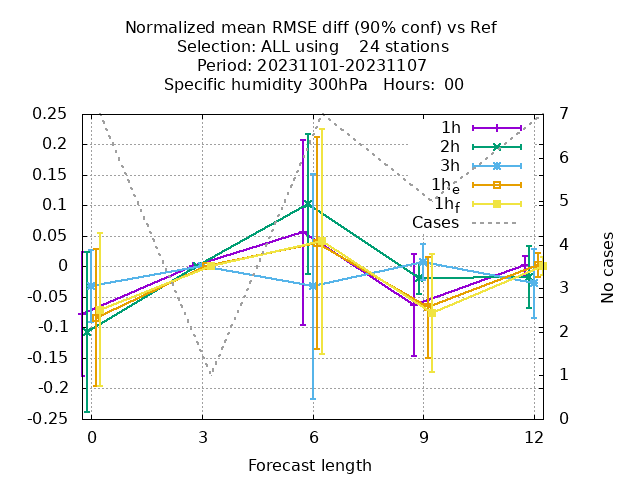 Normalized mean RMSE diff (90% conf) vs Ref
Selection: ALL using    24 stations
Period: 20231101-20231107
Specific humidity 300hPa   Hours:  00
0.25
0.2
0.15
0.1
0.05
0
-0.05
-0.1
-0.15
-0.2
-0.25
1h
2h
3h
1he
1hf
Cases
7
6
5
4
3
2
1
0
No cases
0
3
6
9
12
Forecast length